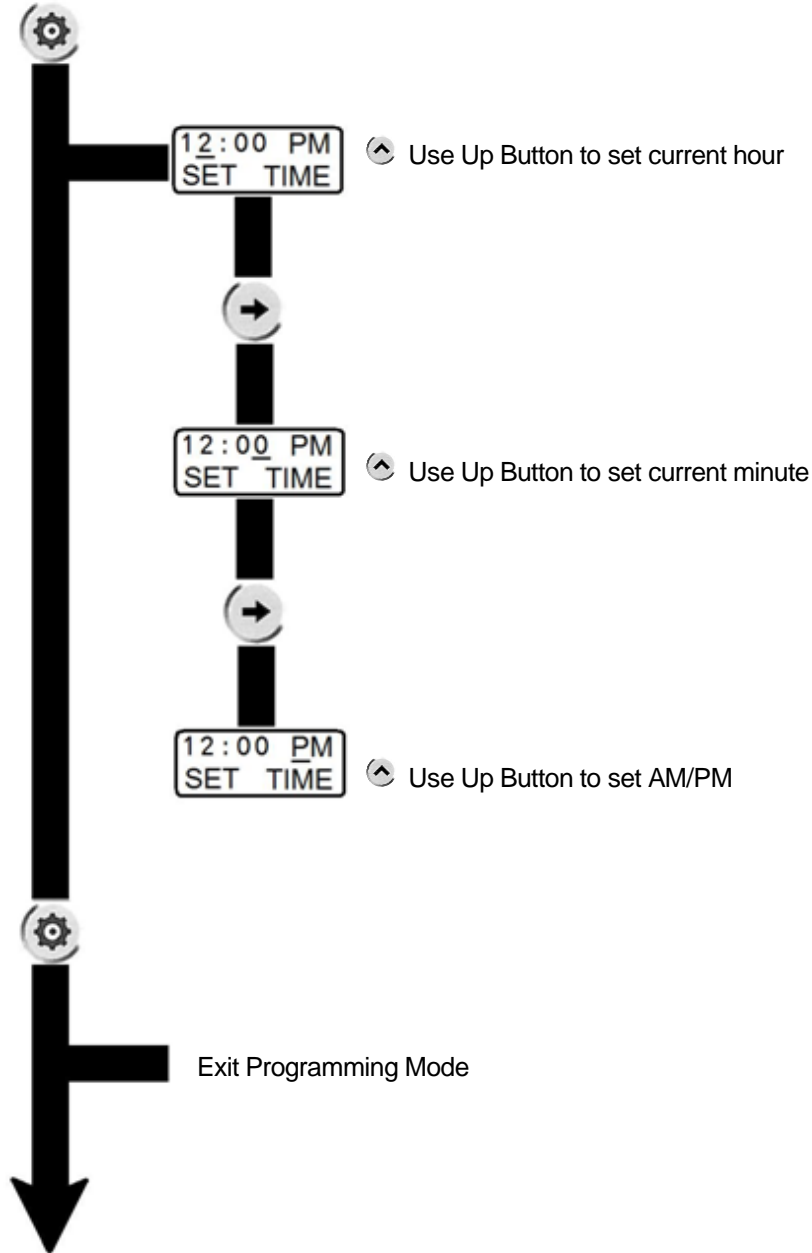 12:00 PM
SET TIME
Use Up Button to set current hour
12:00 PM
SET TIME
Use Up Button to set current minute
12:00 PM
SET TIME
Use Up Button to set AM/PM
Exit Programming Mode